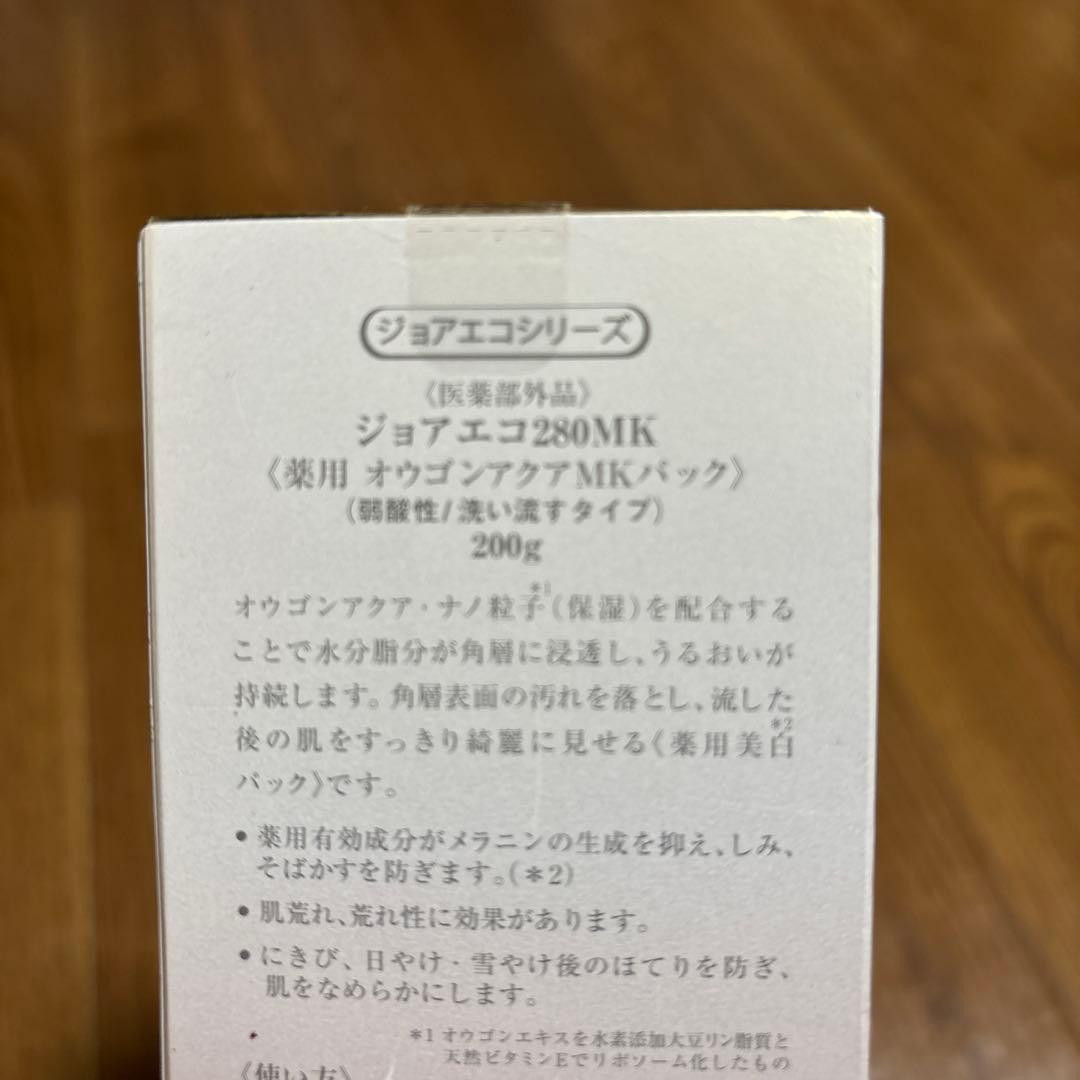 ジョアエコシリーズ
〈医薬部外品〉
ジョアエコ280MK
〈薬用 オウゴンアクアMKパック〉
（弱酸性/洗い流すタイプ）
200g
オウゴンアクア・ナノ粒子*1（保湿）を配合する
ことで水分脂分が角層に浸透し、うるおいが
持続します。角層表面の汚れを落とし、流した
後の肌をすっきり綺麗に見せる〈薬用美白*2
パック〉です。
• 薬用有効成分がメラニンの生成を抑え、しみ、
そばかすを防ぎます。（*2）
• 肌荒れ、荒れ性に効果があります。
• にきび、日やけ・雪やけ後のほてりを防ぎ、
肌をなめらかにします。
*1 オウゴンエキスを水素添加大豆リン脂質と
天然ビタミンEでリポソーム化したもの
〈使い方〉